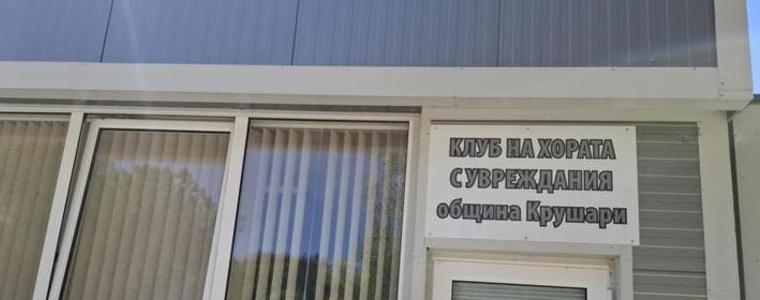 КЛУБ НА ХОРАТА
С УВРЕЖДАНИЯ
община Крушари